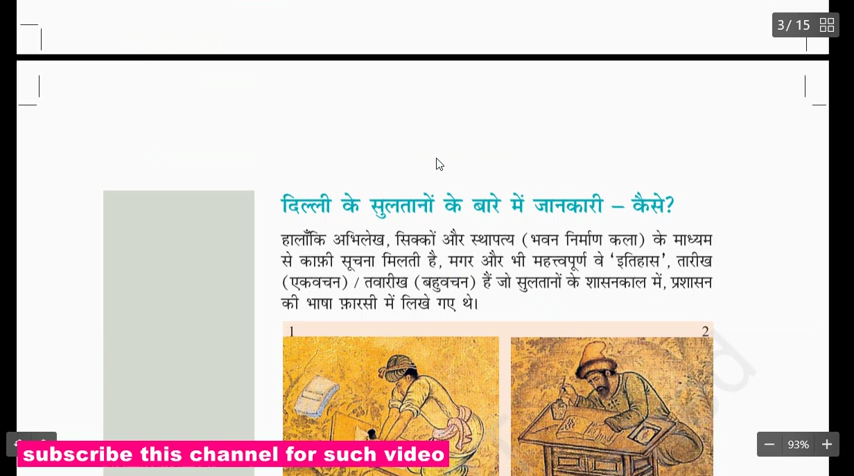 3 / 15
दिल्ली के सुलतानों के बारे में जानकारी – कैसे?
हालाँकि अभिलेख, सिक्कों और स्थापत्य (भवन निर्माण कला) के माध्यम
से काफ़ी सूचना मिलती है, मगर और भी महत्त्वपूर्ण वे ‘इतिहास’, तारीख
(एकवचन) / तवारीख (बहुवचन) हैं जो सुलतानों के शासनकाल में, प्रशासन
की भाषा फ़ारसी में लिखे गए थे।
1 2
93%
subscribe this channel for such video